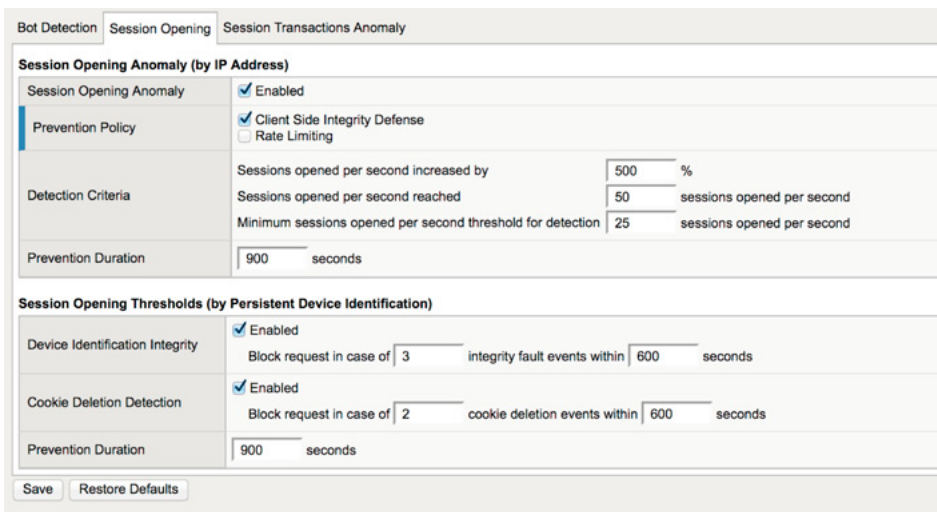 Bot Detection Session Opening Session Transactions Anomaly
Session Opening Anomaly (by IP Address)
Session Opening Anomaly Enabled
Prevention Policy
Client Side Integrity Defense
Rate Limiting
Detection Criteria
Sessions opened per second increased by 500 %
Sessions opened per second reached 50 sessions opened per second
Minimum sessions opened per second threshold for detection 25 sessions opened per second
Prevention Duration 900 seconds
Session Opening Thresholds (by Persistent Device Identification)
Device Identification Integrity
Enabled
Block request in case of 3 integrity fault events within 600 seconds
Cookie Deletion Detection
Enabled
Block request in case of 2 cookie deletion events within 600 seconds
Prevention Duration 900 seconds
Save Restore Defaults